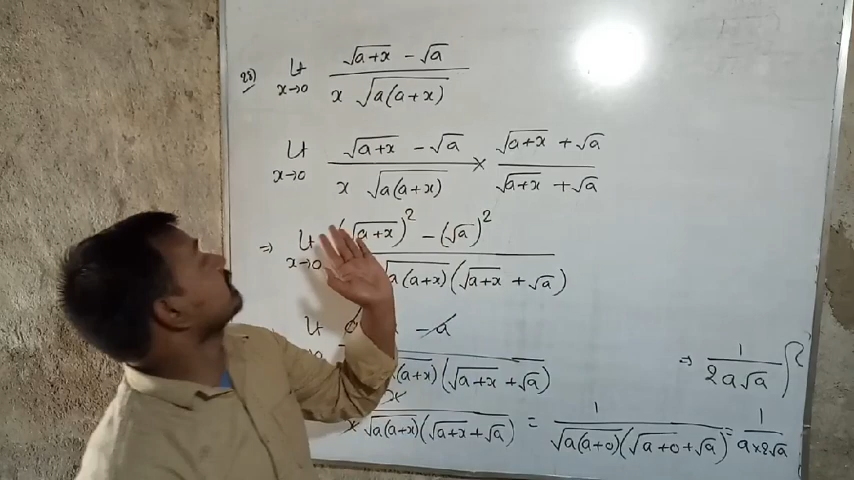 28) Lt x→0 √(a+x) - √a / x √(a(a+x))
Lt x→0 √(a+x) - √a / x √(a(a+x)) × √(a+x) + √a / √(a+x) + √a
⇒ Lt x→0 (√(a+x))² - (√a)² / √(a(a+x)) (√(a+x) + √a)
Lt - a / (a+x) (√(a+x) + √a)
⇒ 1 / 2a√a
x / x √(a(a+x)) (√(a+x) + √a) = 1 / √(a(a+0)) (√(a+0) + √a) = 1 / a×2√a